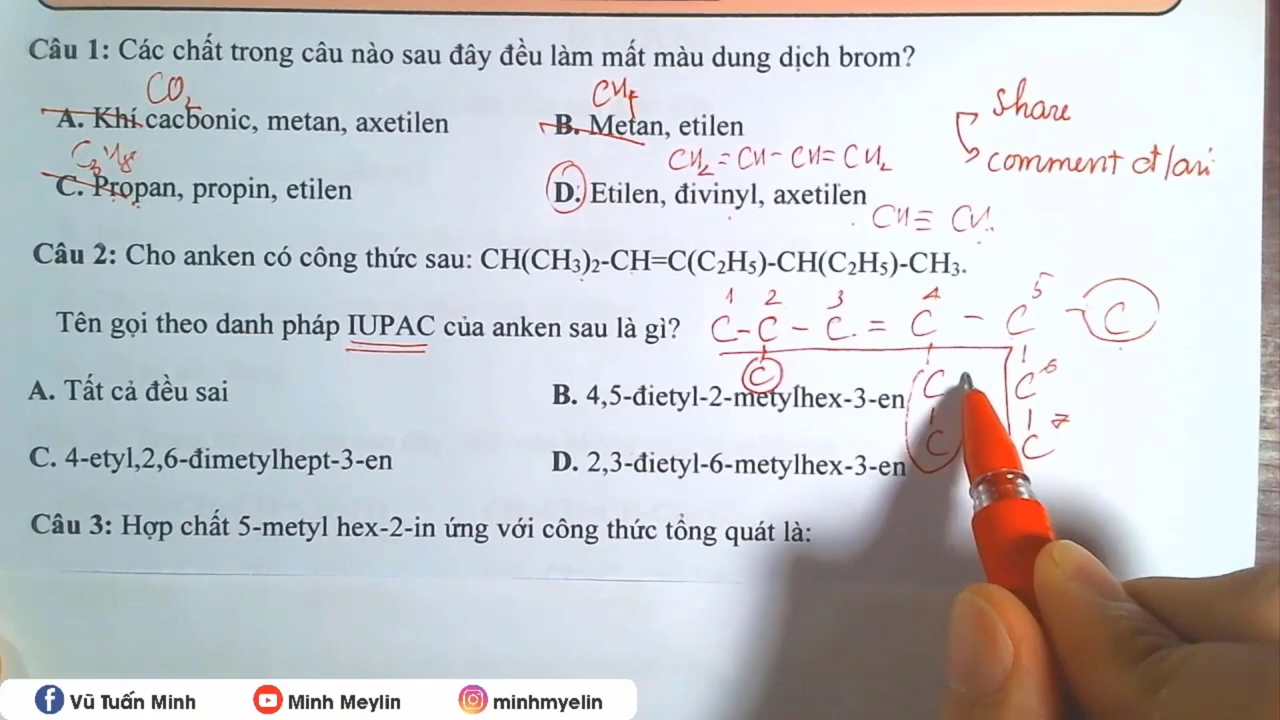 Câu 1: Các chất trong câu nào sau đây đều làm mất màu dung dịch brom?
CO2
CH4
share
A. Khí cacbonic, metan, axetilen
B. Metan, etilen
comment đ/án
C3H8
CH2=CH-CH=CH2
C. Propan, propin, etilen
D. Etilen, đivinyl, axetilen
CH≡CH
Câu 2: Cho anken có công thức sau: CH(CH3)2-CH=C(C2H5)-CH(C2H5)-CH3.
1 2 3 4 5
Tên gọi theo danh pháp IUPAC của anken sau là gì?
C-C-C=C-C-C
C C C 6
A. Tất cả đều sai
B. 4,5-đietyl-2-metylhex-3-en
C C 7
C. 4-etyl,2,6-đimetylhept-3-en
D. 2,3-đietyl-6-metylhex-3-en
Câu 3: Hợp chất 5-metyl hex-2-in ứng với công thức tổng quát là:
Vũ Tuấn Minh
Minh Meylin
minhmyelin